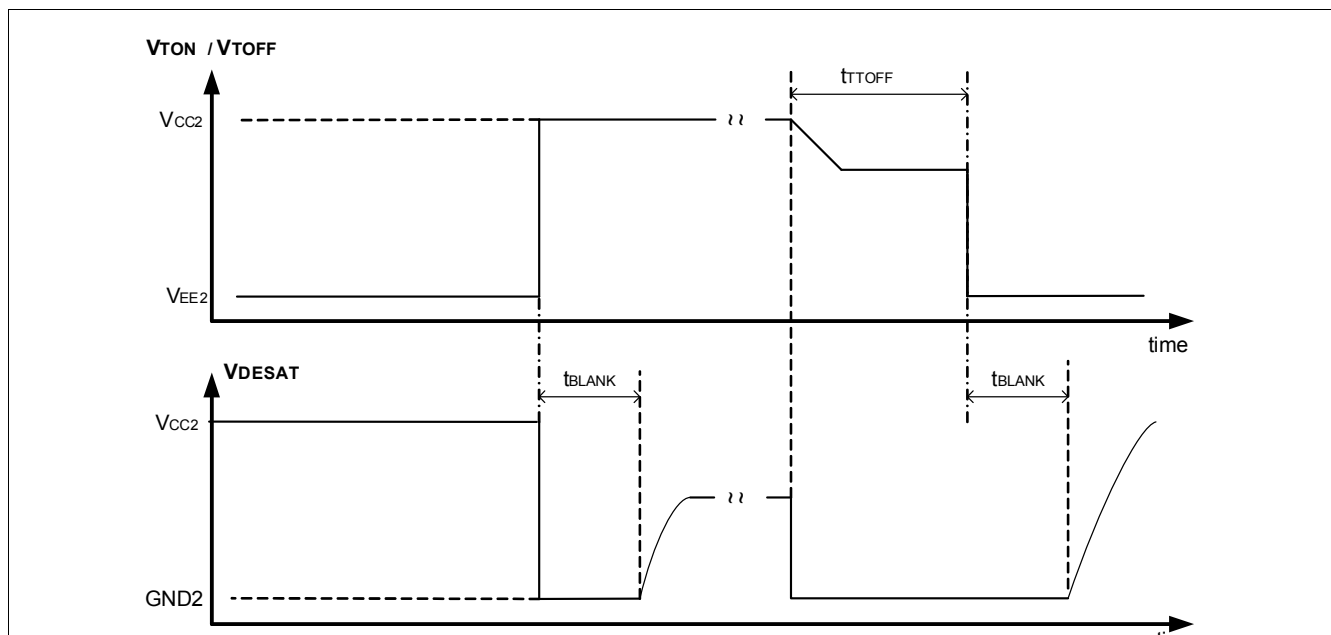 VTON / VTOFF
tTTOFF
VCC2
VEE2
time
VDESAT
tBLANK
tBLANK
VCC2
GND2